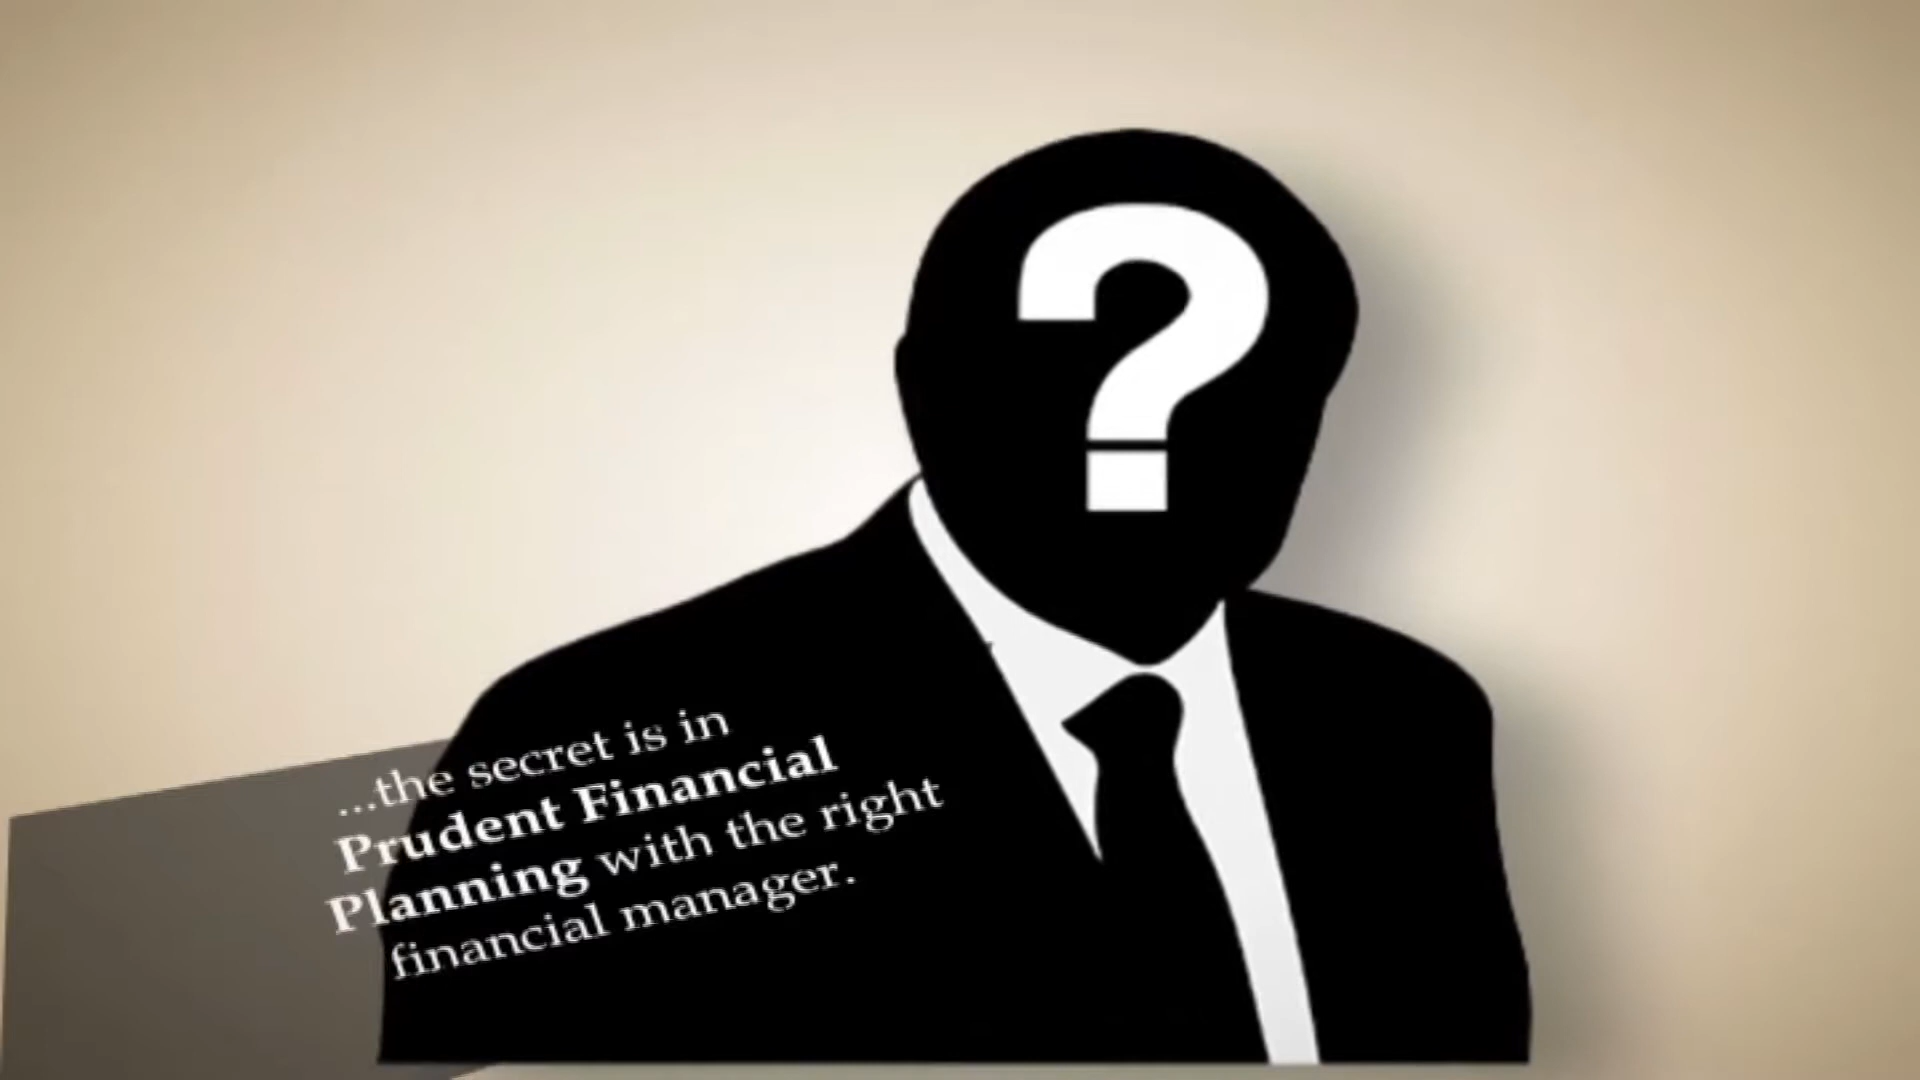 ?
...the secret is in
Prudent Financial
Planning with the right
financial manager.